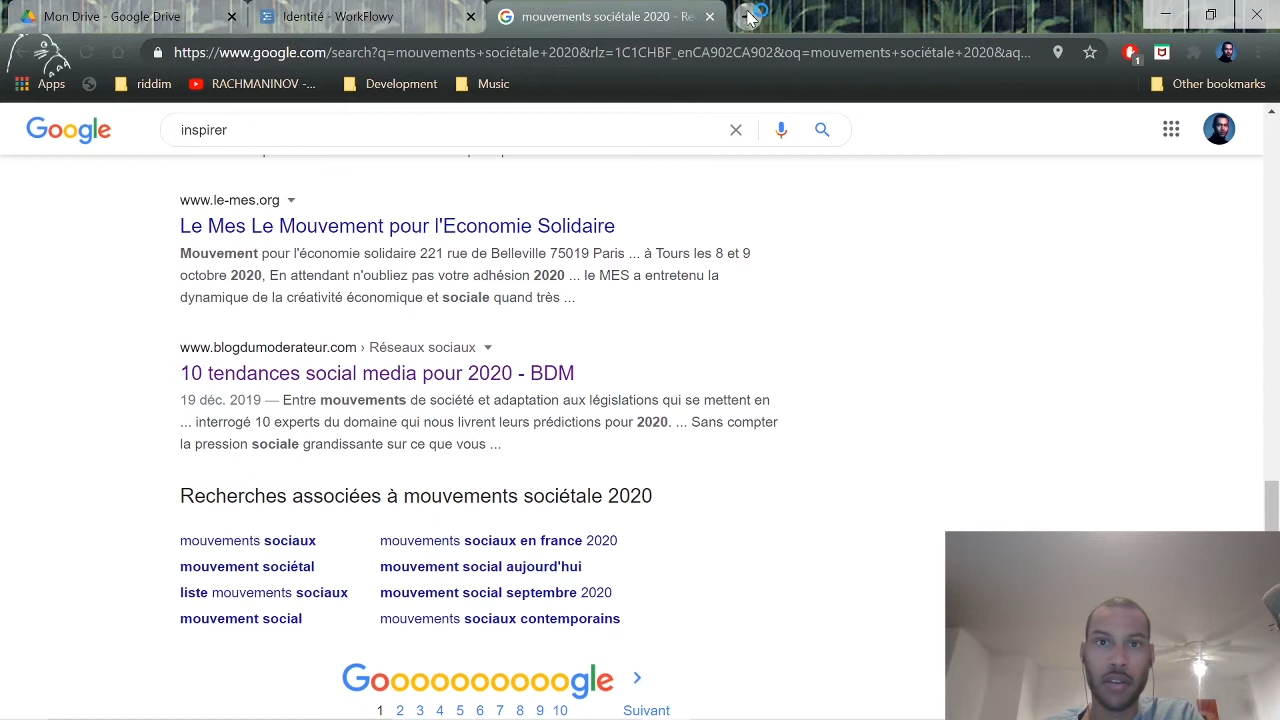 Mon Drive - Google Drive
Identité - WorkFlowy
mouvements sociétale 2020 - Re
https://www.google.com/search?q=mouvements+sociétale+2020&rlz=1C1CHBF_enCA902CA902&oq=mouvements+sociétale+2020&aq...
1
Apps
riddim
RACHMANINOV -...
Development
Music
Other bookmarks
Google
inspirer
www.le-mes.org
Le Mes Le Mouvement pour l'Economie Solidaire
Mouvement pour l'économie solidaire 221 rue de Belleville 75019 Paris ... à Tours les 8 et 9
octobre 2020, En attendant n'oubliez pas votre adhésion 2020 ... le MES a entretenu la
dynamique de la créativité économique et sociale quand très ...
www.blogdumoderateur.com › Réseaux sociaux
10 tendances social media pour 2020 - BDM
19 déc. 2019 — Entre mouvements de société et adaptation aux législations qui se mettent en
... interrogé 10 experts du domaine qui nous livrent leurs prédictions pour 2020. ... Sans compter
la pression sociale grandissante sur ce que vous ...
Recherches associées à mouvements sociétale 2020
mouvements sociaux
mouvements sociaux en france 2020
mouvement sociétal
mouvement social aujourd'hui
liste mouvements sociaux
mouvement social septembre 2020
mouvement social
mouvements sociaux contemporains
Goooooooooogle
1 2 3 4 5 6 7 8 9 10 Suivant